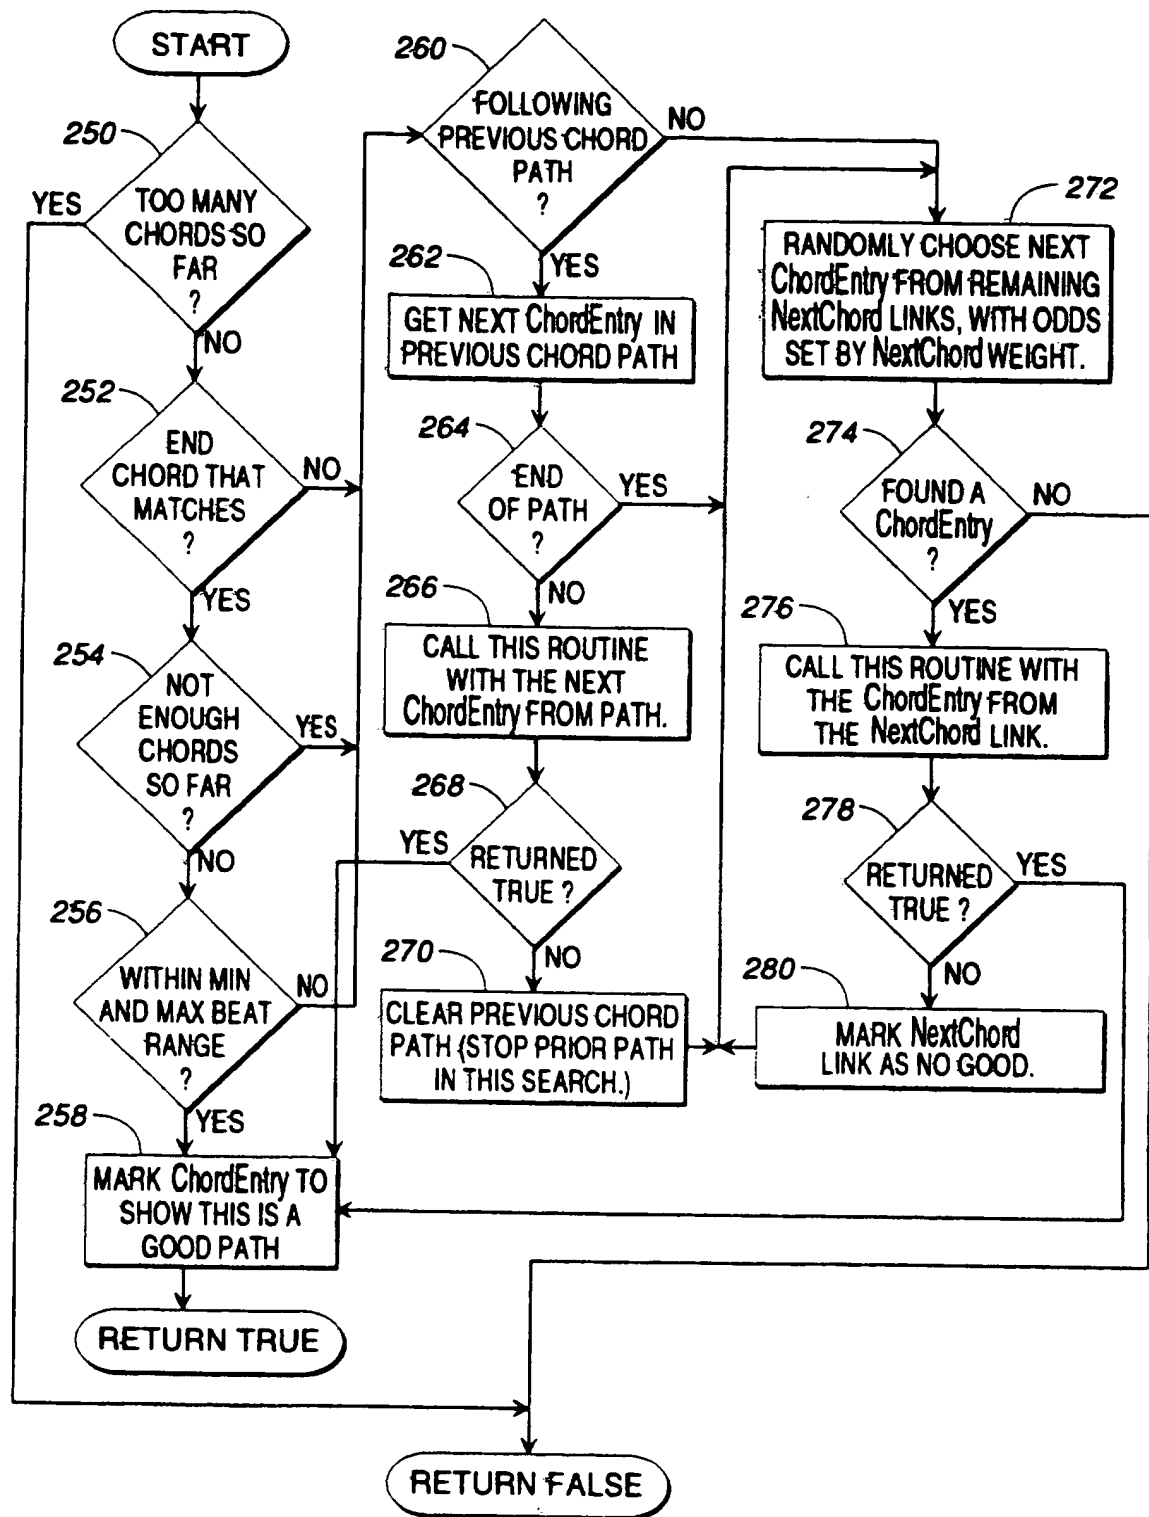 START
250
YES
TOO MANY
CHORDS SO
FAR
?
NO
252
END
CHORD THAT
MATCHES
?
NO
YES
254
NOT
ENOUGH
CHORDS
SO FAR
?
YES
NO
256
WITHIN MIN
AND MAX BEAT
RANGE
?
NO
YES
258
MARK ChordEntry TO
SHOW THIS IS A
GOOD PATH
RETURN TRUE
260
FOLLOWING
PREVIOUS CHORD
PATH
?
NO
YES
262
GET NEXT ChordEntry IN
PREVIOUS CHORD PATH
264
END
OF PATH
?
YES
NO
266
CALL THIS ROUTINE
WITH THE NEXT
ChordEntry FROM PATH.
268
YES
RETURNED
TRUE ?
NO
270
CLEAR PREVIOUS CHORD
PATH (STOP PRIOR PATH
IN THIS SEARCH.)
272
RANDOMLY CHOOSE NEXT
ChordEntry FROM REMAINING
NextChord LINKS, WITH ODDS
SET BY NextChord WEIGHT.
274
FOUND A
ChordEntry
?
NO
YES
276
CALL THIS ROUTINE WITH
THE ChordEntry FROM
THE NextChord LINK.
278
RETURNED
TRUE ?
YES
NO
280
MARK NextChord
LINK AS NO GOOD.
RETURN FALSE